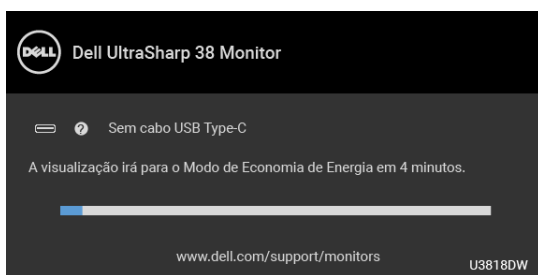 DELL Dell UltraSharp 38 Monitor
? Sem cabo USB Type-C
A visualização irá para o Modo de Economia de Energia em 4 minutos.
www.dell.com/support/monitors
U3818DW